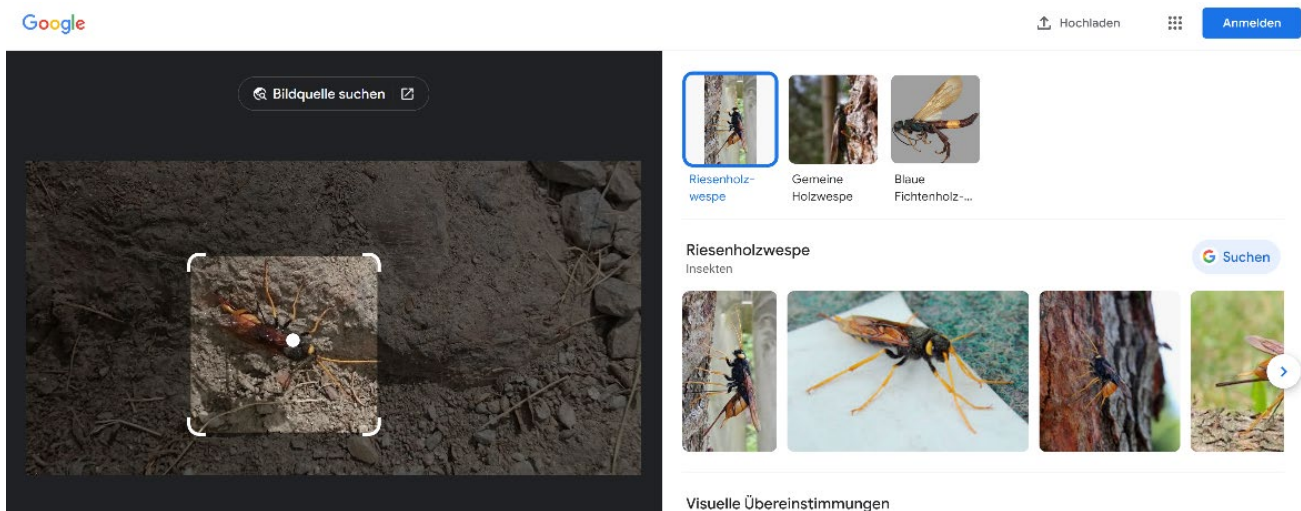 Google
Hochladen
Anmelden
Bildquelle suchen
Riesenholz-
wespe
Gemeine
Holzwespe
Blaue
Fichtenholz-...
Riesenholzwespe
Insekten
G Suchen
Visuelle Übereinstimmungen